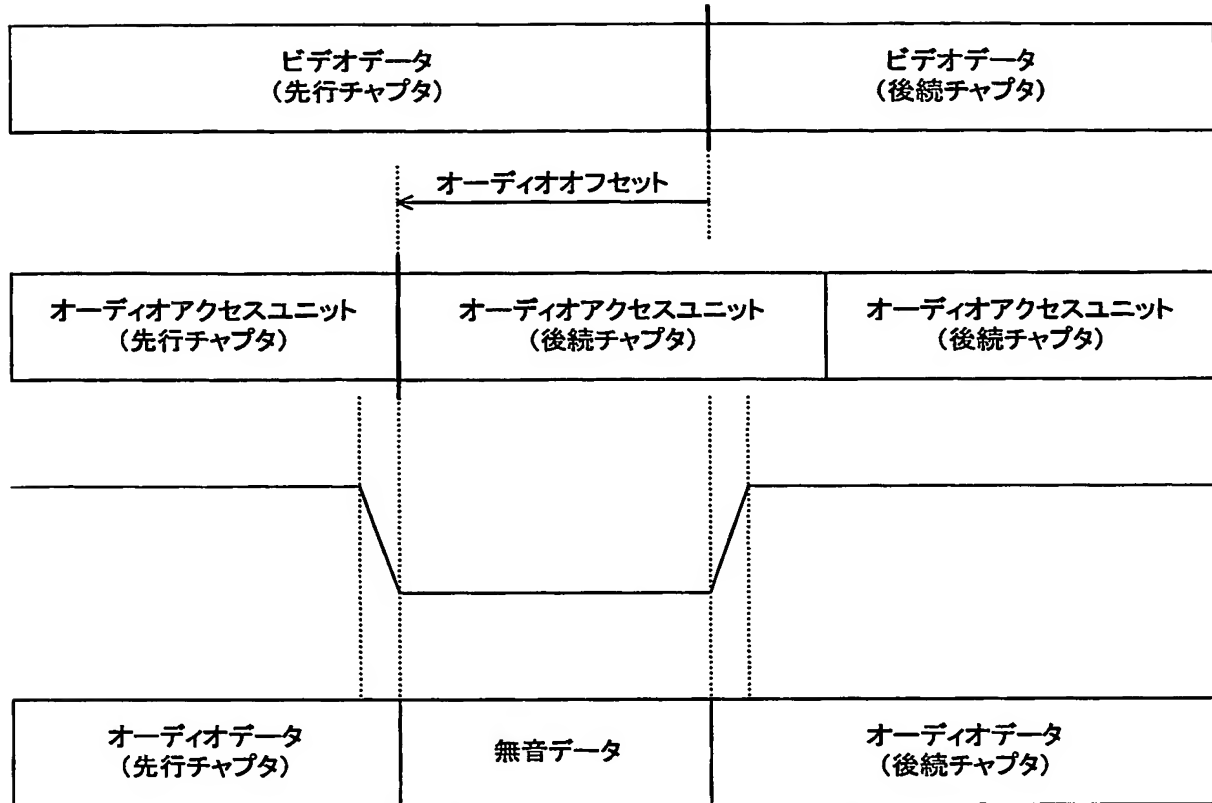 ビデオデータ
(先行チャプタ)
ビデオデータ
(後続チャプタ)
オーディオオフセット
オーディオアクセスユニット
(先行チャプタ)
オーディオアクセスユニット
(後続チャプタ)
オーディオアクセスユニット
(後続チャプタ)
オーディオデータ
(先行チャプタ)
無音データ
オーディオデータ
(後続チャプタ)